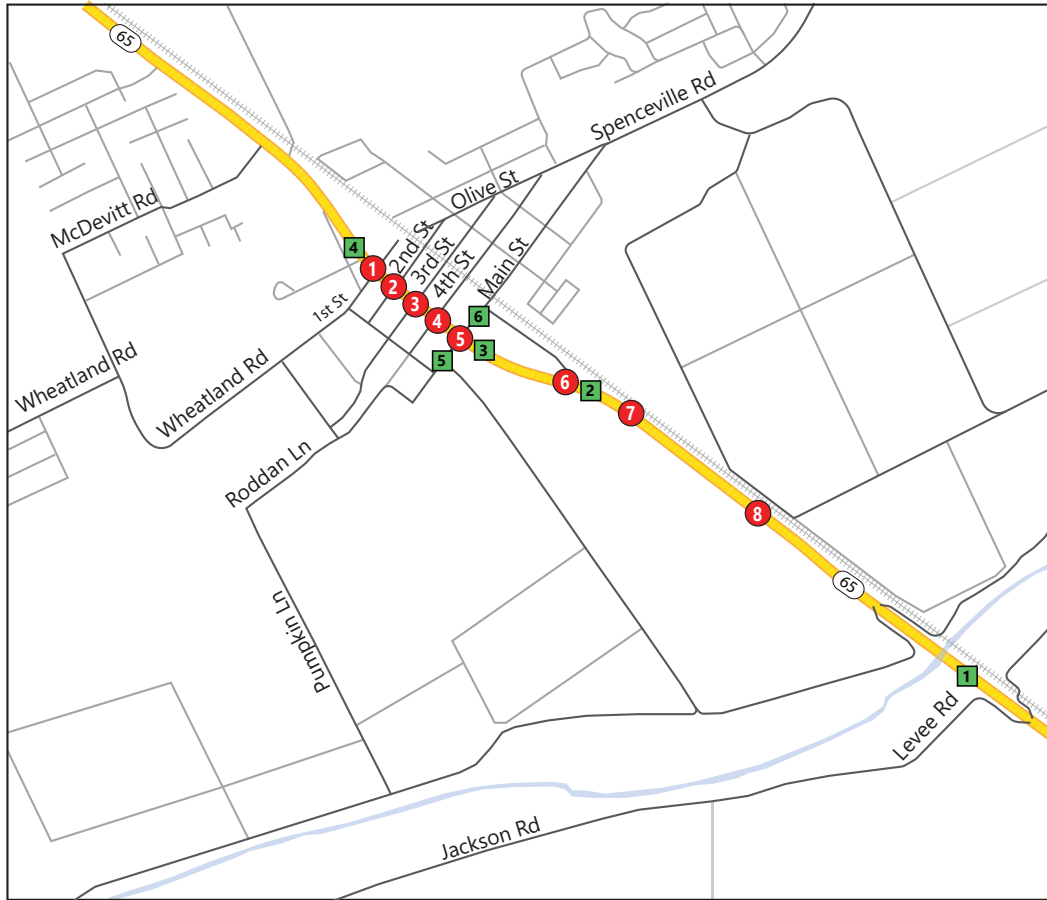 65
Spenceville Rd
Olive St
McDevitt Rd
2nd St
3rd St
4th St
Main St
1st St
4
1
2
3
4
5
6
3
5
6
2
7
Wheatland Rd
Wheatland Rd
Roddan Ln
8
65
Pumpkin Ln
1
Levee Rd
Jackson Rd